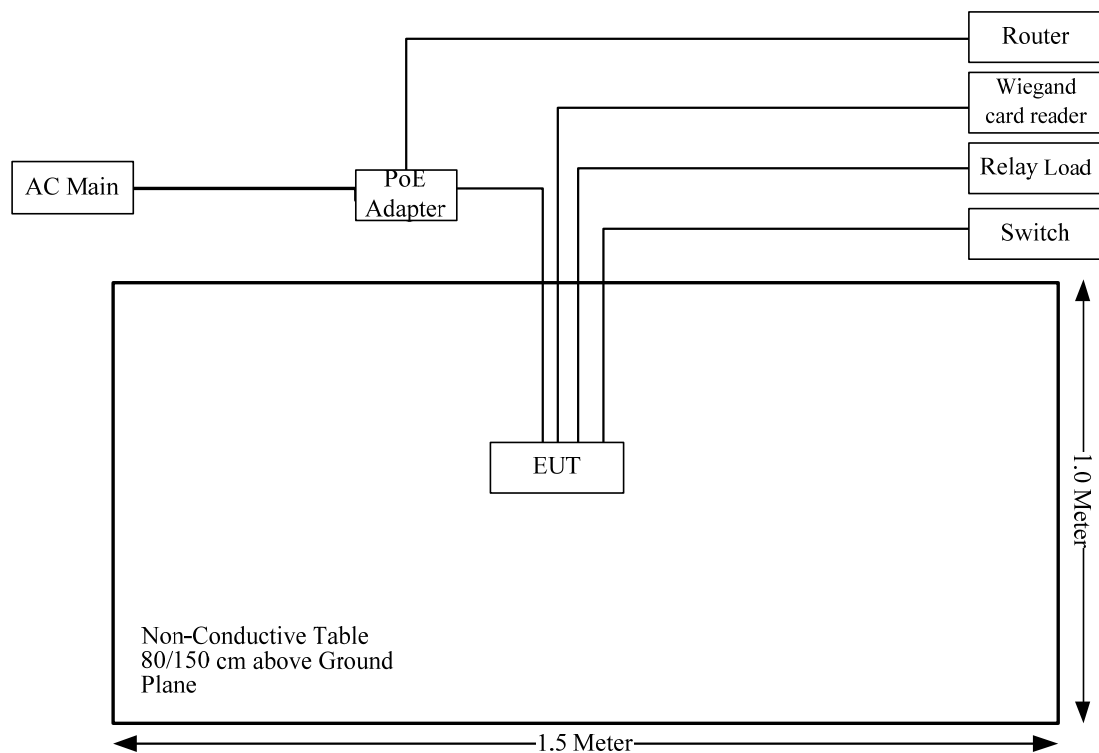 Router
Wiegand
card reader
AC Main
PoE
Adapter
Relay Load
Switch
EUT
1.0 Meter
Non-Conductive Table
80/150 cm above Ground
Plane
1.5 Meter